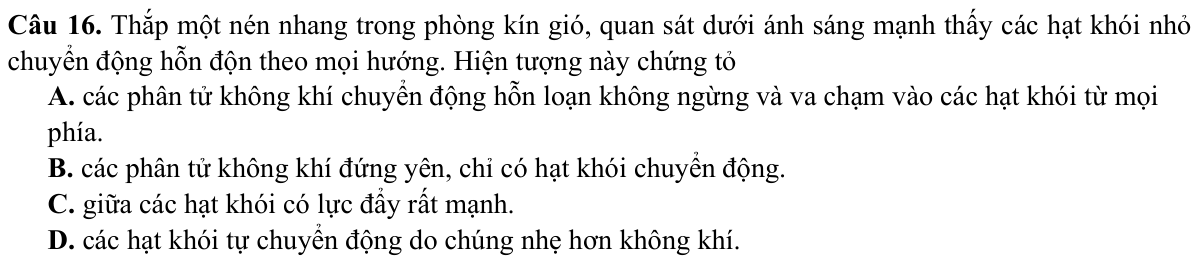 Câu 16. Thắp một nén nhang trong phòng kín gió, quan sát dưới ánh sáng mạnh thấy các hạt khói nhỏ
chuyển động hỗn độn theo mọi hướng. Hiện tượng này chứng tỏ
A. các phân tử không khí chuyển động hỗn loạn không ngừng và va chạm vào các hạt khói từ mọi
phía.
B. các phân tử không khí đứng yên, chỉ có hạt khói chuyển động.
C. giữa các hạt khói có lực đẩy rất mạnh.
D. các hạt khói tự chuyển động do chúng nhẹ hơn không khí.